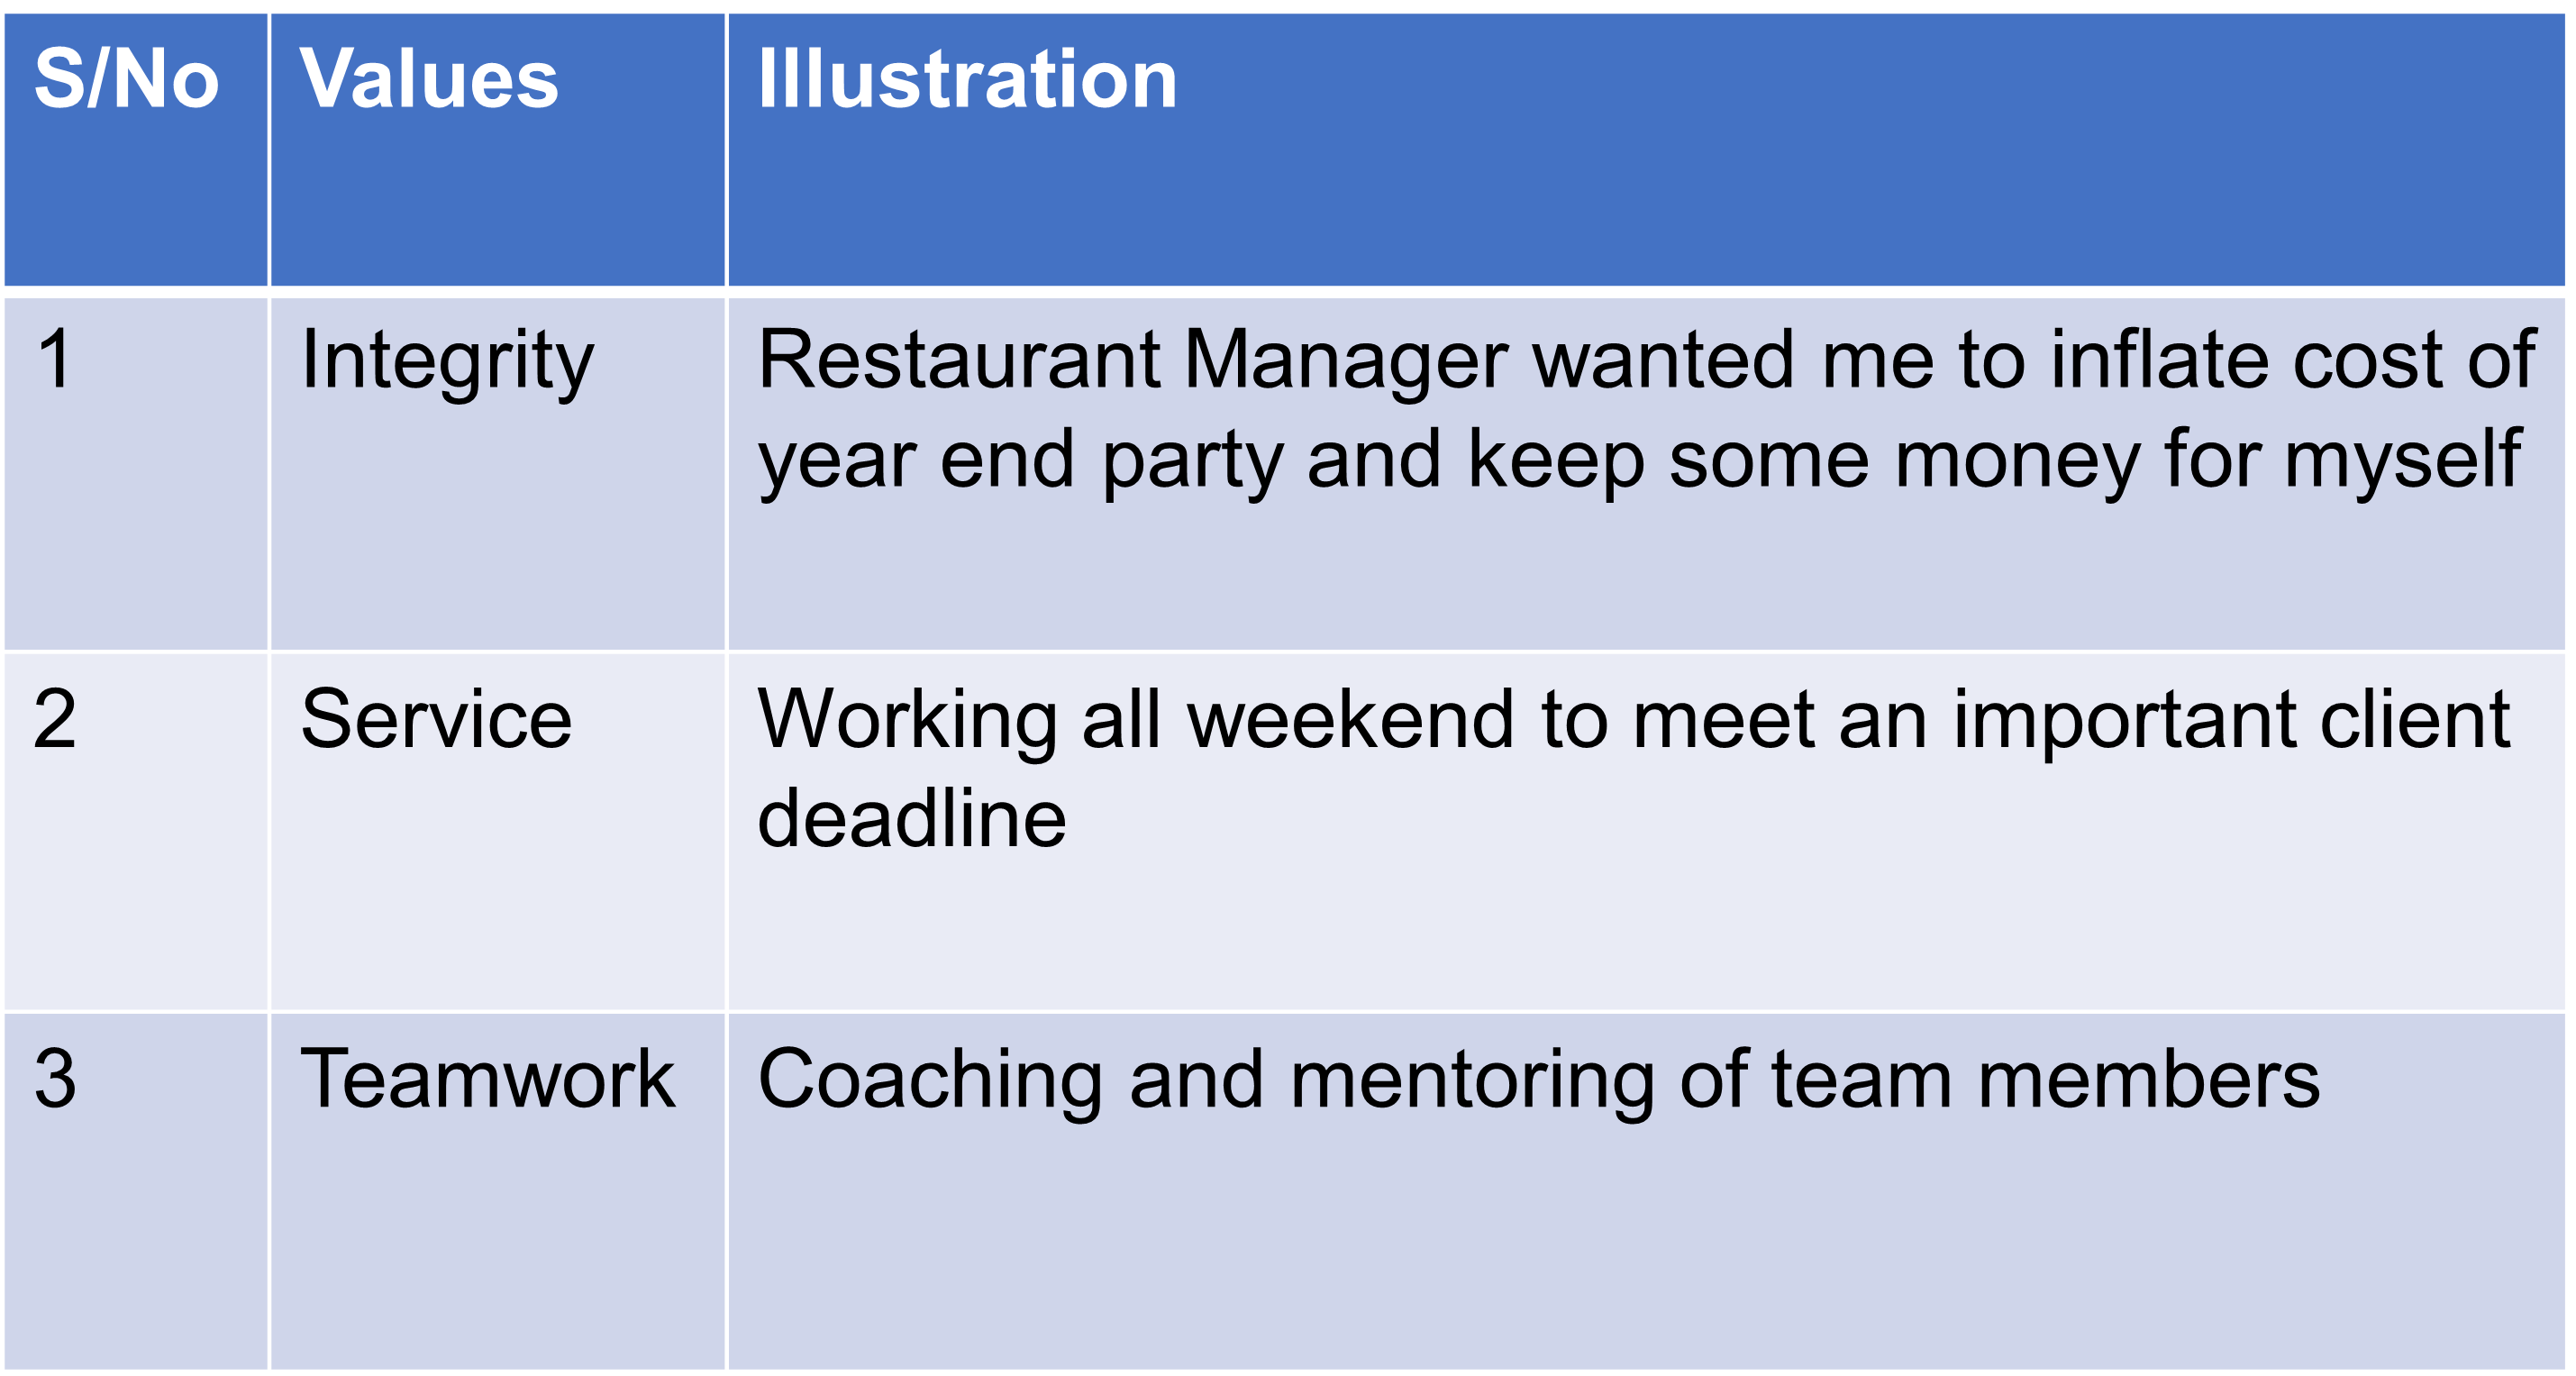 S/No Values Illustration
1 Integrity Restaurant Manager wanted me to inflate cost of
year end party and keep some money for myself
2 Service Working all weekend to meet an important client
deadline
3 Teamwork Coaching and mentoring of team members